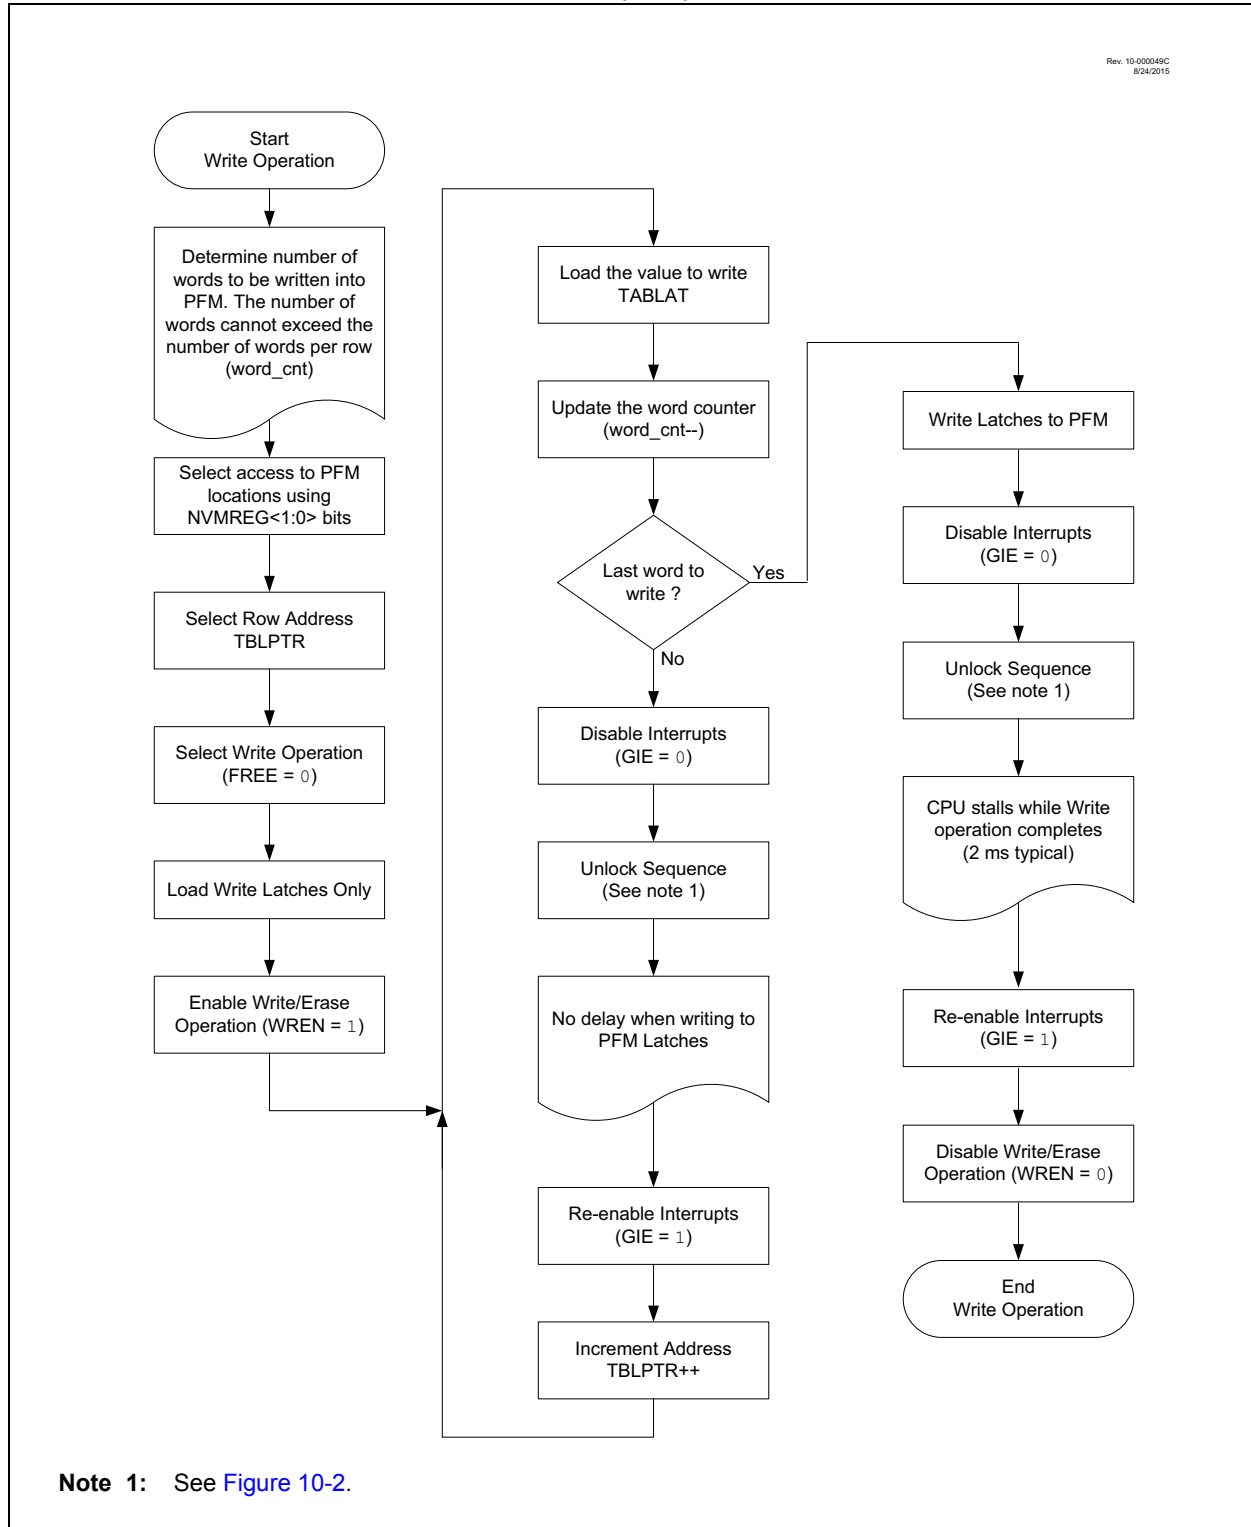 Rev. 10-000049C
8/24/2015
Start
Write Operation
Determine number of
words to be written into
PFM. The number of
words cannot exceed the
number of words per row
(word_cnt)
Select access to PFM
locations using
NVMREG<1:0> bits
Select Row Address
TBLPTR
Select Write Operation
(FREE = 0)
Load Write Latches Only
Enable Write/Erase
Operation (WREN = 1)
Load the value to write
TABLAT
Update the word counter
(word_cnt--)
Last word to
write ?
Yes
No
Disable Interrupts
(GIE = 0)
Unlock Sequence
(See note 1)
No delay when writing to
PFM Latches
Re-enable Interrupts
(GIE = 1)
Increment Address
TBLPTR++
Write Latches to PFM
Disable Interrupts
(GIE = 0)
Unlock Sequence
(See note 1)
CPU stalls while Write
operation completes
(2 ms typical)
Re-enable Interrupts
(GIE = 1)
Disable Write/Erase
Operation (WREN = 0)
End
Write Operation
Note 1: See Figure 10-2.